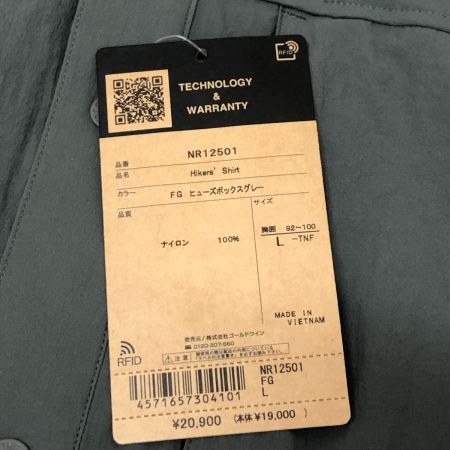 RFID
TECHNOLOGY
&
WARRANTY
品番 NR12501
品名 Hikers' Shirt
カラー FG ヒューズボックスグレー
品質 サイズ
ナイロン 100%
胸囲 92~100
L -TNF
MADE IN
VIETNAM
発売元/株式会社ゴールドウイン
0120-307-560
RFID
注意
NR12501
FG
L
4571657304101
¥20,900 (本体¥19,000)